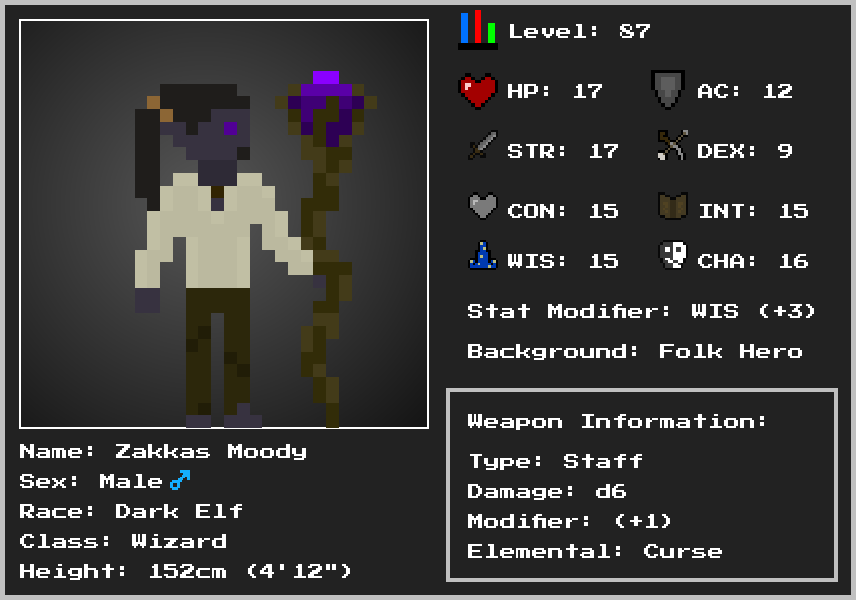 Level: 87
HP: 17 AC: 12
STR: 17 DEX: 9
CON: 15 INT: 15
WIS: 15 CHA: 16
Stat Modifier: WIS (+3)
Background: Folk Hero
Weapon Information:
Type: Staff
Damage: d6
Modifier: (+1)
Elemental: Curse
Name: Zakkas Moody
Sex: Male ♂
Race: Dark Elf
Class: Wizard
Height: 152cm (4'12")